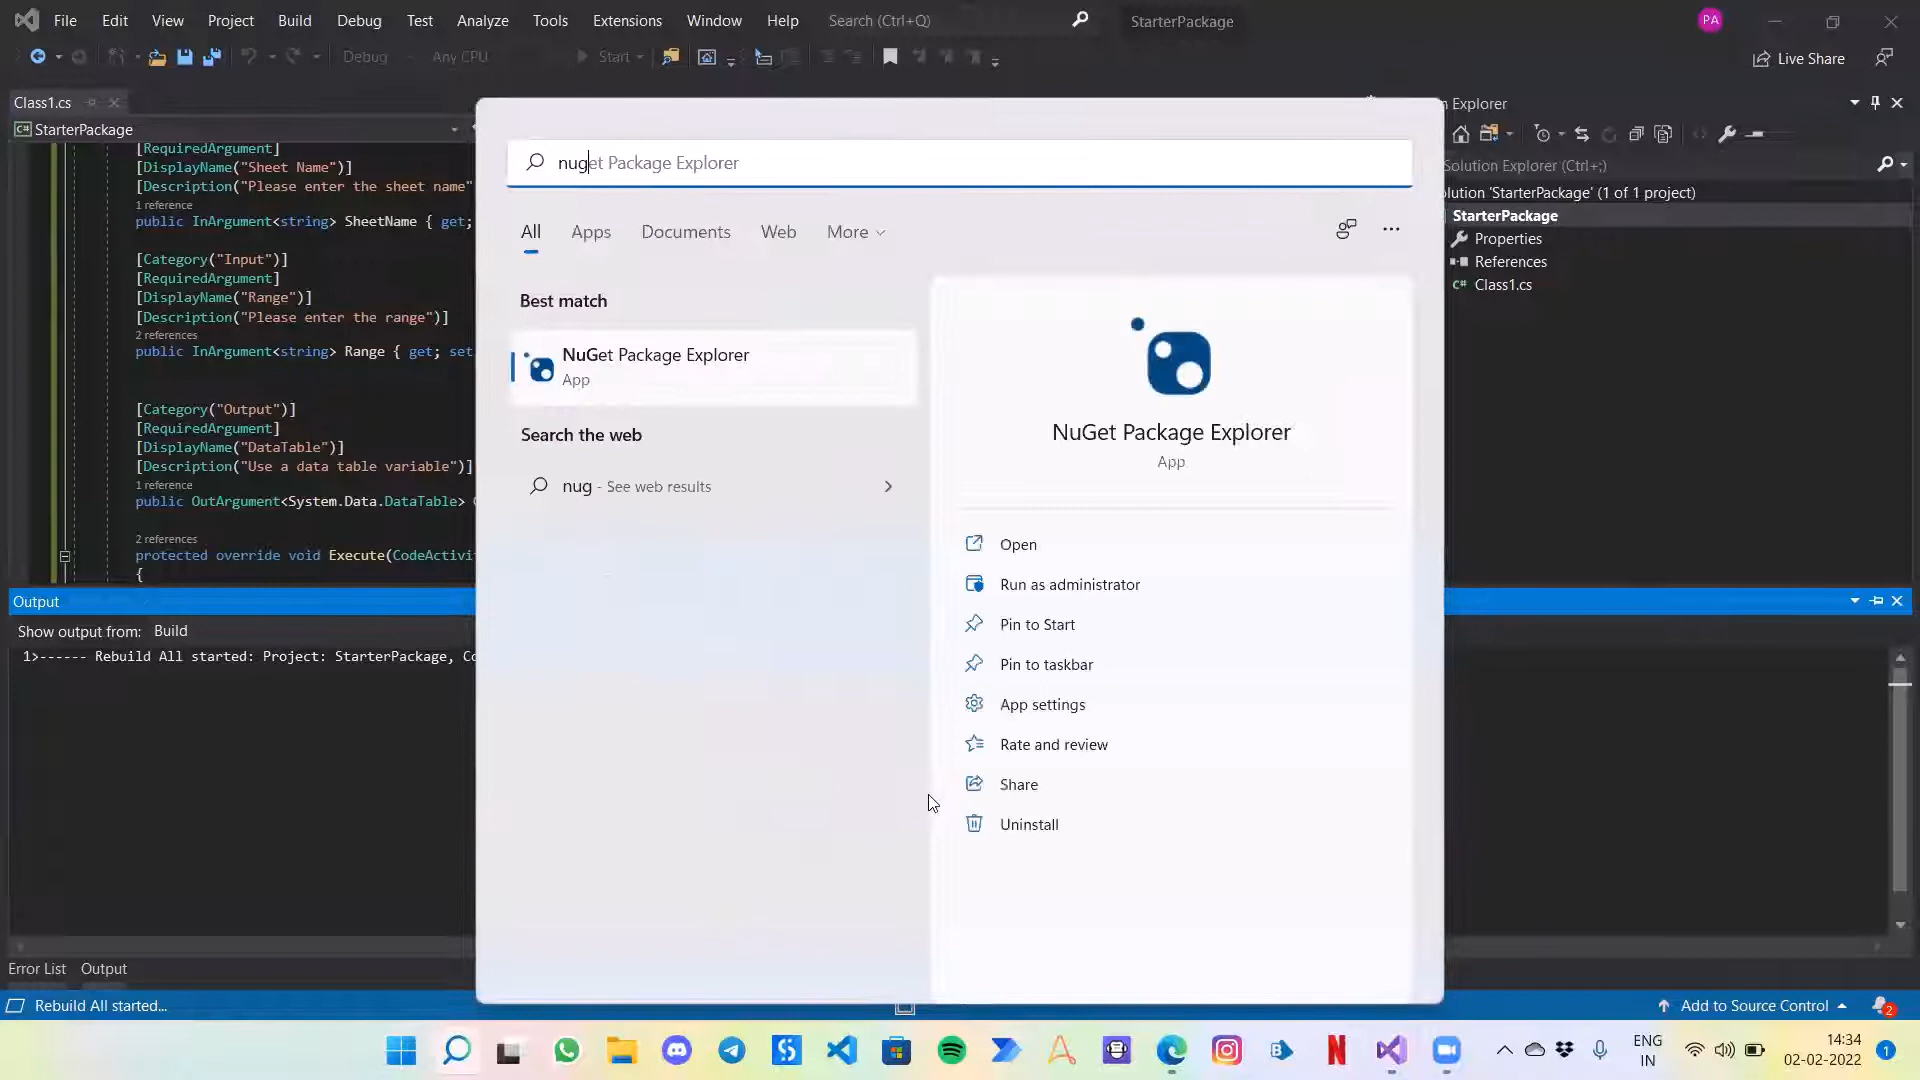 File Edit View Project Build Debug Test Analyze Tools Extensions Window Help Search (Ctrl+Q) StarterPackage PA
Debug Any CPU Start Live Share
Class1.cs
StarterPackage
[RequiredArgument]
[DisplayName("Sheet Name")]
[Description("Please enter the sheet name"
1 reference
public InArgument<string> SheetName { get;
[Category("Input")]
[RequiredArgument]
[DisplayName("Range")]
[Description("Please enter the range")]
2 references
public InArgument<string> Range { get; set
[Category("Output")]
[RequiredArgument]
[DisplayName("DataTable")]
[Description("Use a data table variable")]
1 reference
public OutArgument<System.Data.DataTable>
2 references
protected override void Execute(CodeActivi
{
Output
Show output from: Build
1>------ Rebuild All started: Project: StarterPackage, Co
Error List Output
Rebuild All started...
nuget Package Explorer
All Apps Documents Web More
Best match
NuGet Package Explorer
App
Search the web
nug - See web results
NuGet Package Explorer
App
Open
Run as administrator
Pin to Start
Pin to taskbar
App settings
Rate and review
Share
Uninstall
n Explorer
Solution Explorer (Ctrl+;)
olution 'StarterPackage' (1 of 1 project)
StarterPackage
Properties
References
C# Class1.cs
Add to Source Control 2
ENG
IN
14:34
02-02-2022
1